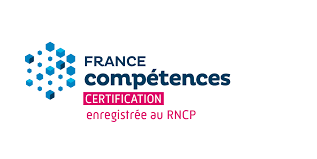 FRANCE
compétences
CERTIFICATION
enregistrée au RNCP